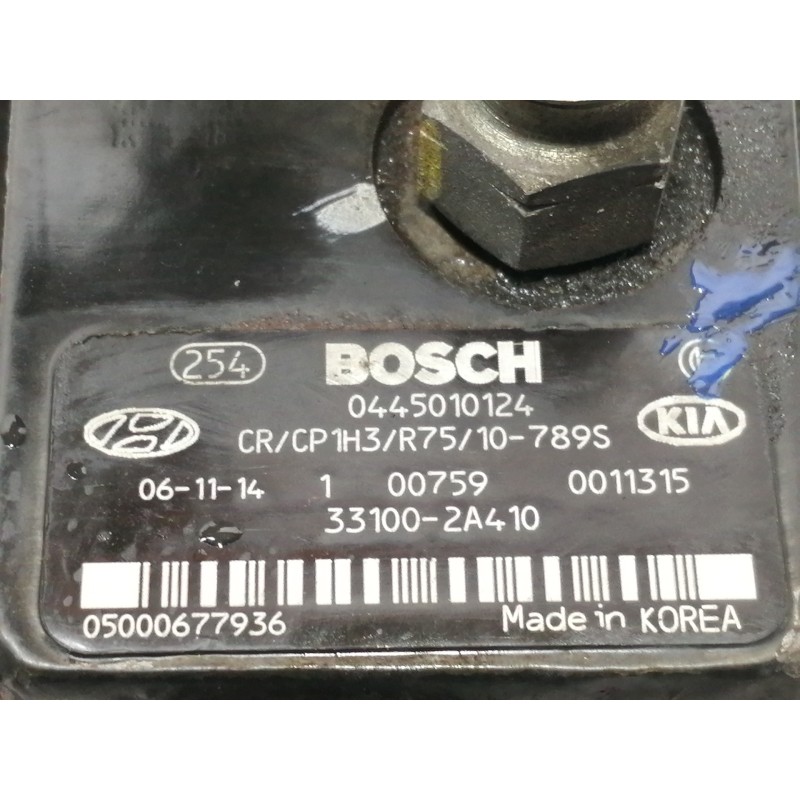 254 BOSCH
0445010124
KIA
CR/CP1H3/R75/10-789S
06-11-14 1 00759 0011315
33100-2A410
05000677936 Made in KOREA